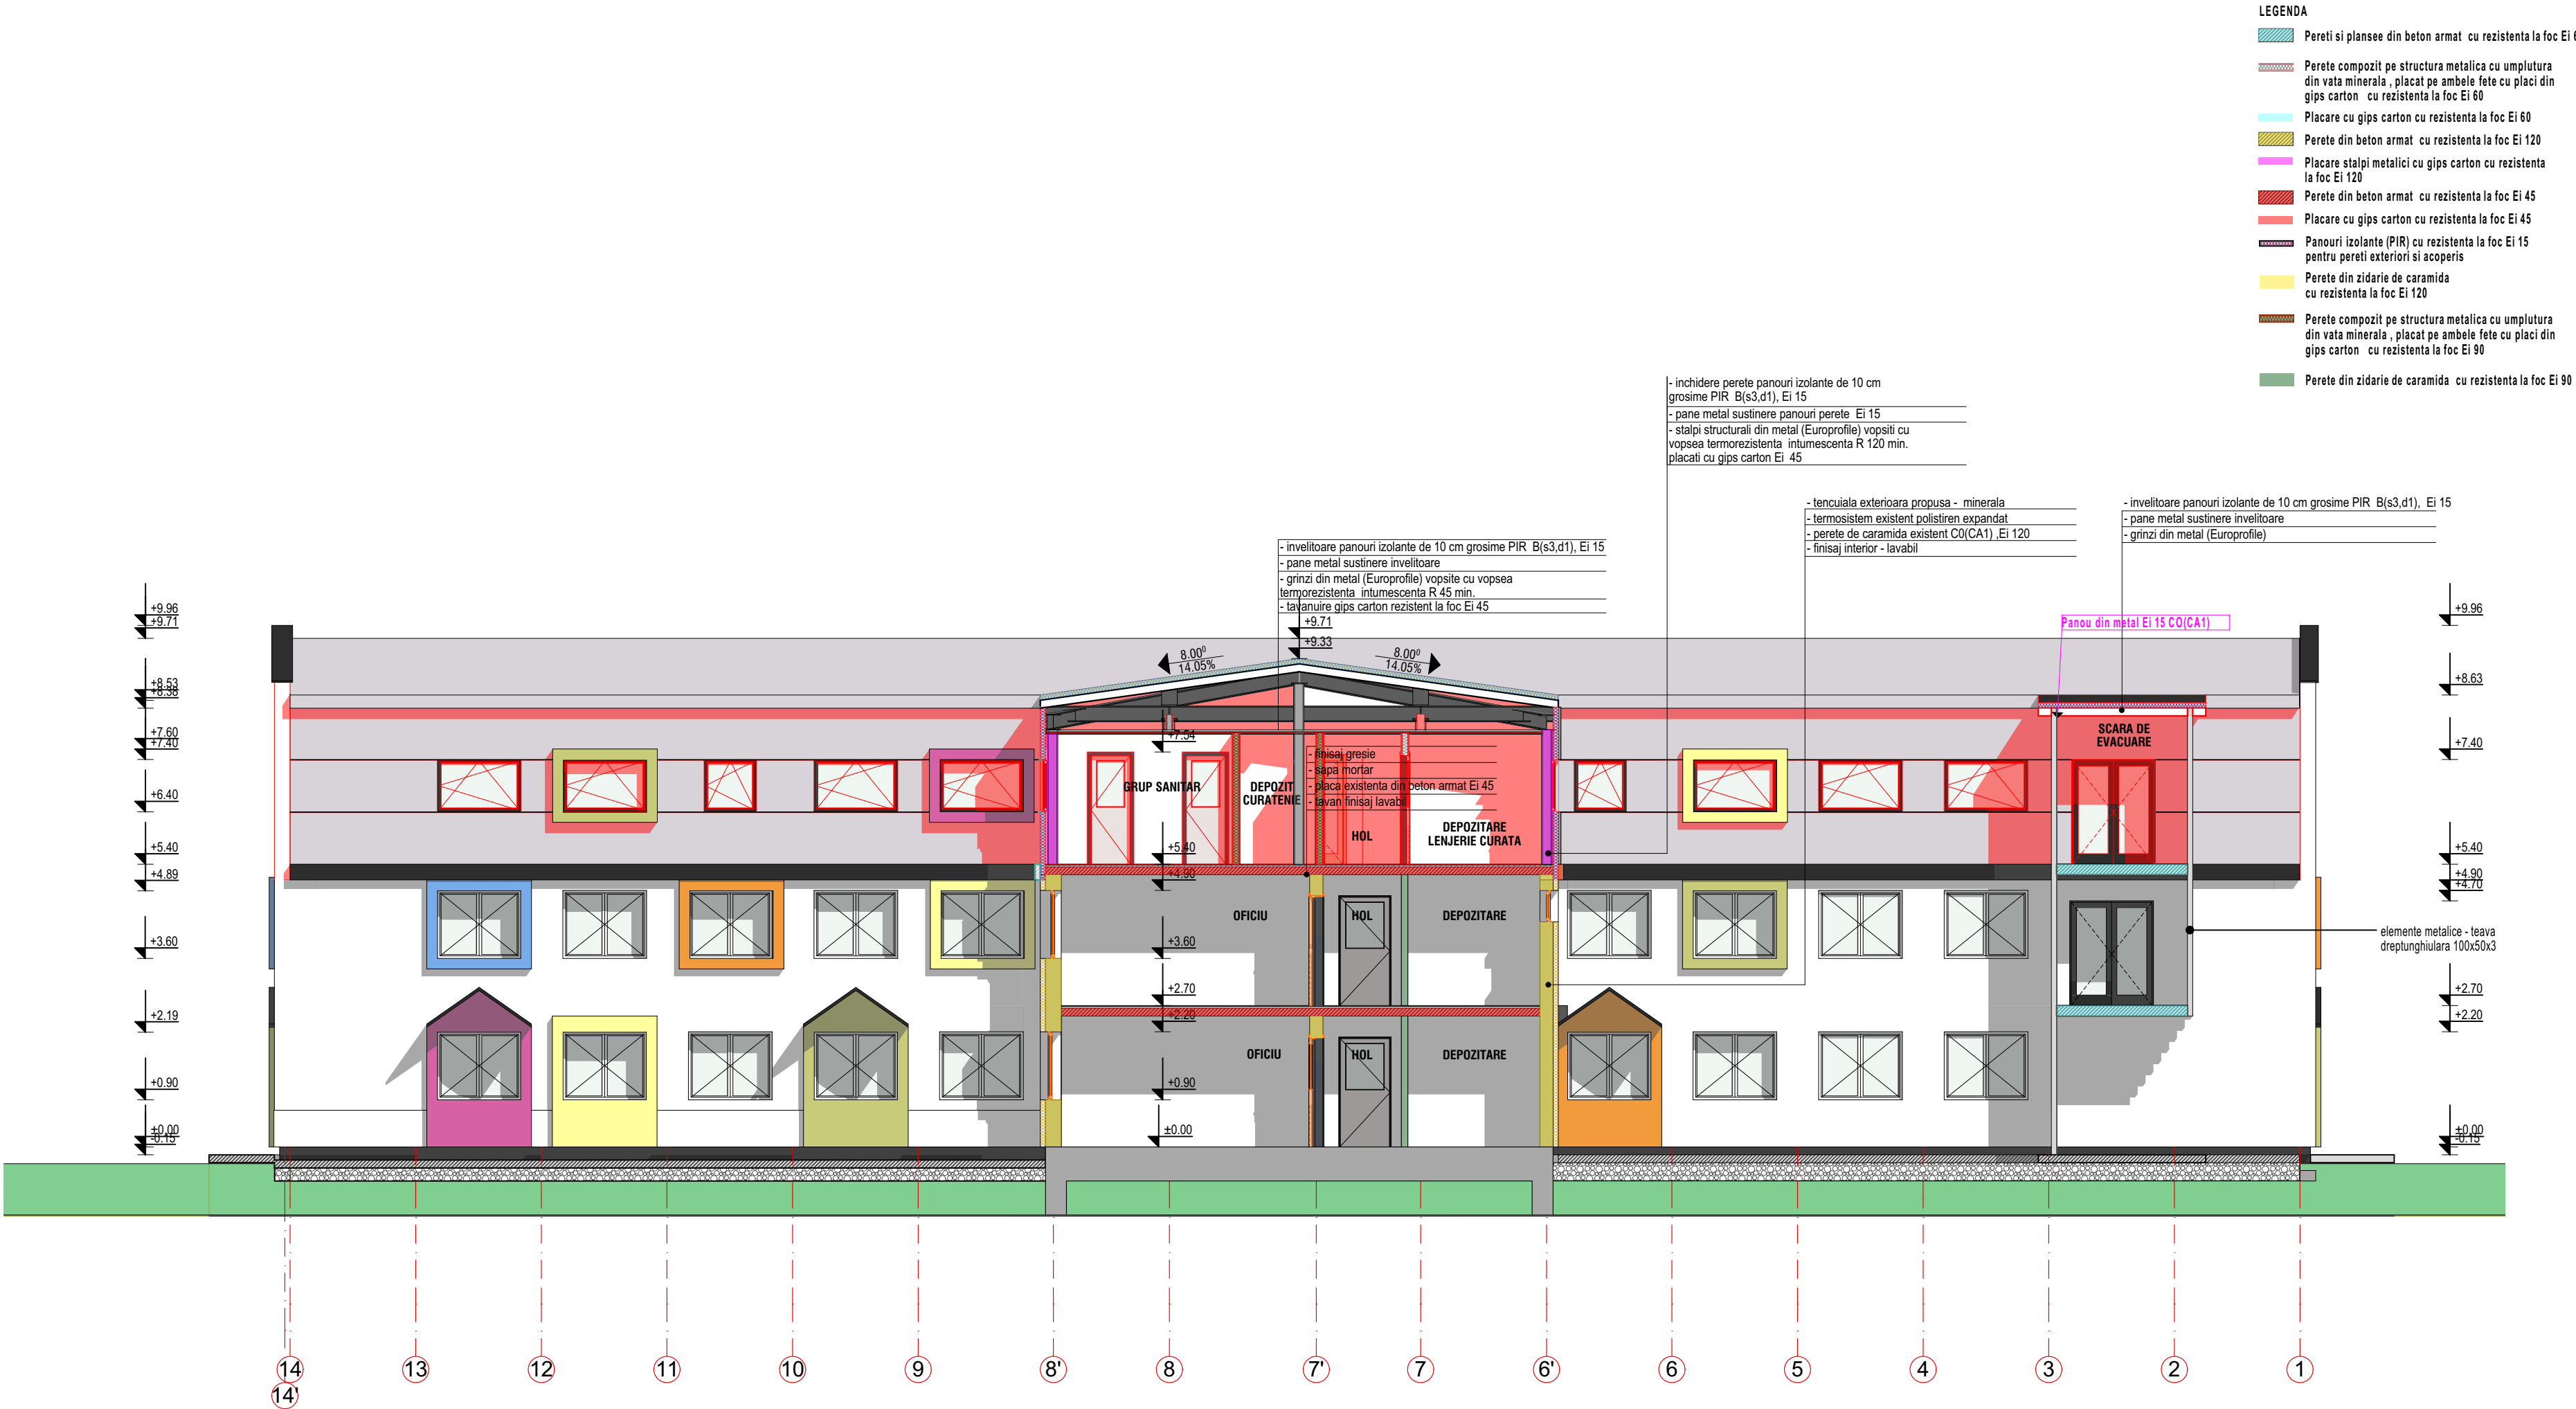 LEGENDA
Pereti si plansee din beton armat cu rezistenta la foc Ei 6
Perete compozit pe structura metalica cu umplutura
din vata minerala , placat pe ambele fete cu placi din
gips carton cu rezistenta la foc Ei 60
Placare cu gips carton cu rezistenta la foc Ei 60
Perete din beton armat cu rezistenta la foc Ei 120
Placare stalpi metalici cu gips carton cu rezistenta
la foc Ei 120
Perete din beton armat cu rezistenta la foc Ei 45
Placare cu gips carton cu rezistenta la foc Ei 45
Panouri izolante (PIR) cu rezistenta la foc Ei 15
pentru pereti exteriori si acoperis
Perete din zidarie de caramida
cu rezistenta la foc Ei 120
Perete compozit pe structura metalica cu umplutura
din vata minerala , placat pe ambele fete cu placi din
gips carton cu rezistenta la foc Ei 90
Perete din zidarie de caramida cu rezistenta la foc Ei 90
- inchidere perete panouri izolante de 10 cm
grosime PIR B(s3,d1), Ei 15
- pane metal sustinere panouri perete Ei 15
- stalpi structurali din metal (Europrofile) vopsiti cu
vopsea termorezistenta intumescenta R 120 min.
placati cu gips carton Ei 45
- tencuiala exterioara propusa - minerala
- termosistem existent polistiren expandat
- perete de caramida existent C0(CA1) ,Ei 120
- finisaj interior - lavabil
- invelitoare panouri izolante de 10 cm grosime PIR B(s3,d1), Ei 15
- pane metal sustinere invelitoare
- grinzi din metal (Europrofile)
- invelitoare panouri izolante de 10 cm grosime PIR B(s3,d1), Ei 15
- pane metal sustinere invelitoare
- grinzi din metal (Europrofile) vopsite cu vopsea
termorezistenta intumescenta R 45 min.
- tavanuire gips carton rezistent la foc Ei 45
+9.96
+9.71
+8.53
+8.38
+7.60
+7.40
+6.40
+5.40
+4.89
+3.60
+2.19
+0.90
±0.00
-0.15
+9.71
+9.33
8.00⁰
14.05%
8.00⁰
14.05%
Panou din metal Ei 15 CO(CA1)
SCARA DE
EVACUARE
+7.54
- finisaj gresie
- sapa mortar
- placa existenta din beton armat Ei 45
- tavan finisaj lavabil
GRUP SANITAR
DEPOZIT
CURATENIE
HOL
DEPOZITARE
LENJERIE CURATA
+5.40
+4.90
OFICIU
HOL
DEPOZITARE
+3.60
+2.70
+2.20
OFICIU
HOL
DEPOZITARE
+0.90
±0.00
+9.96
+8.63
+7.40
+5.40
+4.90
+4.70
elemente metalice - teava
dreptunghiulara 100x50x3
+2.70
+2.20
±0.00
-0.15
14
14'
13
12
11
10
9
8'
8
7'
7
6'
6
5
4
3
2
1